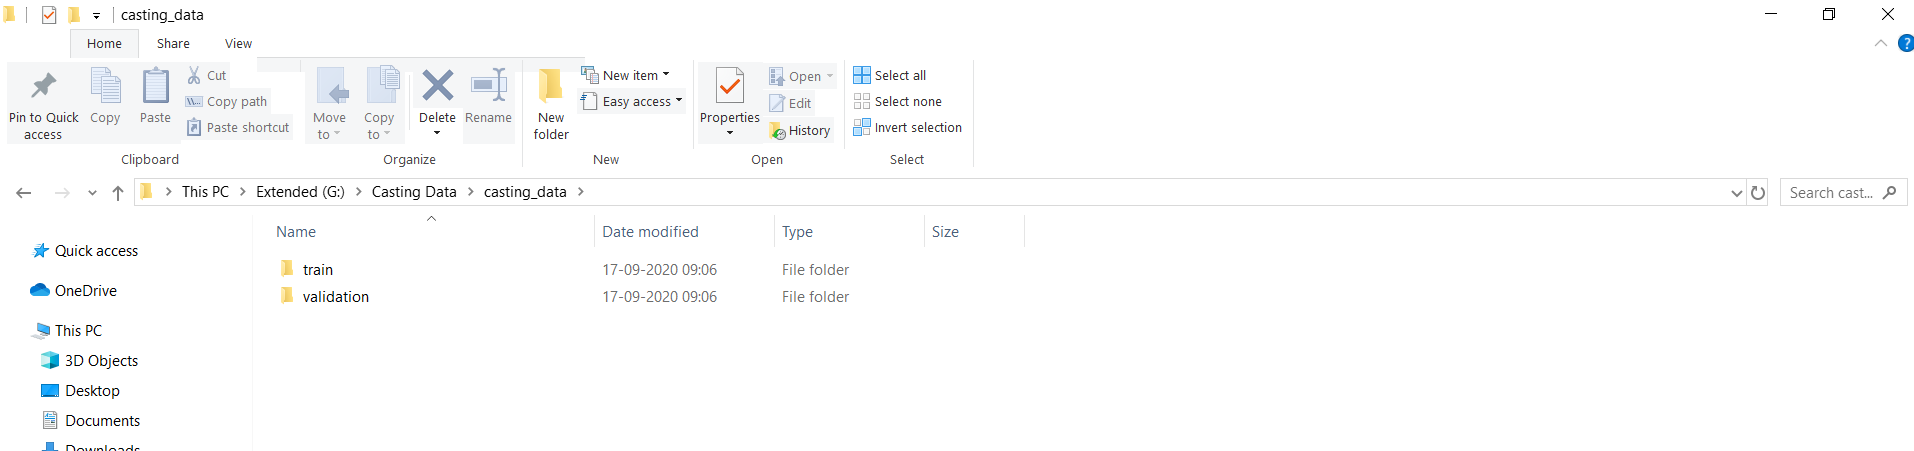 casting_data
Home Share View
Pin to Quick access
Copy
Paste
Cut
Copy path
Paste shortcut
Clipboard
Move to
Copy to
Delete
Rename
Organize
New folder
New item
Easy access
New
Properties
Open
Edit
History
Open
Select all
Select none
Invert selection
Select
This PC Extended (G:) Casting Data casting_data
Search cast...
Name Date modified Type Size
train 17-09-2020 09:06 File folder
validation 17-09-2020 09:06 File folder
Quick access
OneDrive
This PC
3D Objects
Desktop
Documents
Downloads